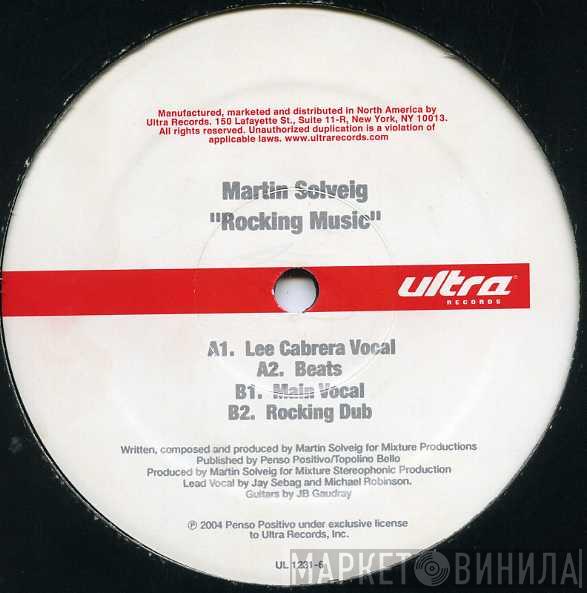 Manufactured, marketed and distributed in North America by
Ultra Records. 150 Lafayette St., Suite 11-R, New York, NY 10013.
All rights reserved. Unauthorized duplication is a violation of
applicable laws. www.ultrarecords.com
Martin Solveig
"Rocking Music"
ultra
RECORDS
A1. Lee Cabrera Vocal
A2. Beats
B1. Main Vocal
B2. Rocking Dub
Written, composed and produced by Martin Solveig for Mixture Productions
Published by Penso Positivo/Topolino Bello
Produced by Martin Solveig for Mixture Stereophonic Production
Lead Vocal by Jay Sebag and Michael Robinson.
Guitars by JB Gaudray
℗ 2004 Penso Positivo under exclusive license
to Ultra Records, Inc.
UL 1231-6
МАРКЕТ ВИНИЛА